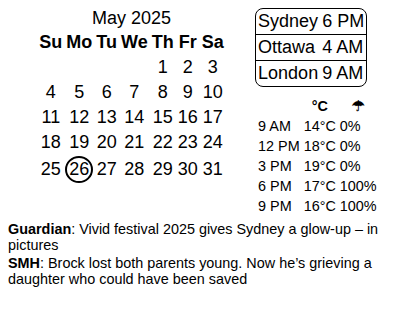 May 2025
Su Mo Tu We Th Fr Sa
1 2 3
4 5 6 7 8 9 10
11 12 13 14 15 16 17
18 19 20 21 22 23 24
25 26 27 28 29 30 31
Sydney 6 PM
Ottawa 4 AM
London 9 AM
°C ☂
9 AM 14°C 0%
12 PM 18°C 0%
3 PM 19°C 0%
6 PM 17°C 100%
9 PM 16°C 100%
Guardian: Vivid festival 2025 gives Sydney a glow-up – in
pictures
SMH: Brock lost both parents young. Now he’s grieving a
daughter who could have been saved